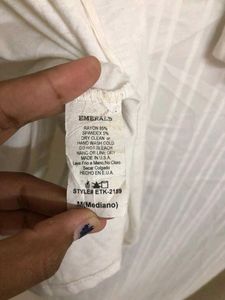 EMERALD
RAYON 95%
SPANDEX 5%
DRY CLEAN or
HAND WASH COLD
DO NOT BLEACH
HANG OR LINE DRY
MADE IN U.S.A
Lave Frio a Mano,No Cloro
Secar Colgado
HECHO EN E.U.A.
STYLE# ETK-2189
M(Mediano)